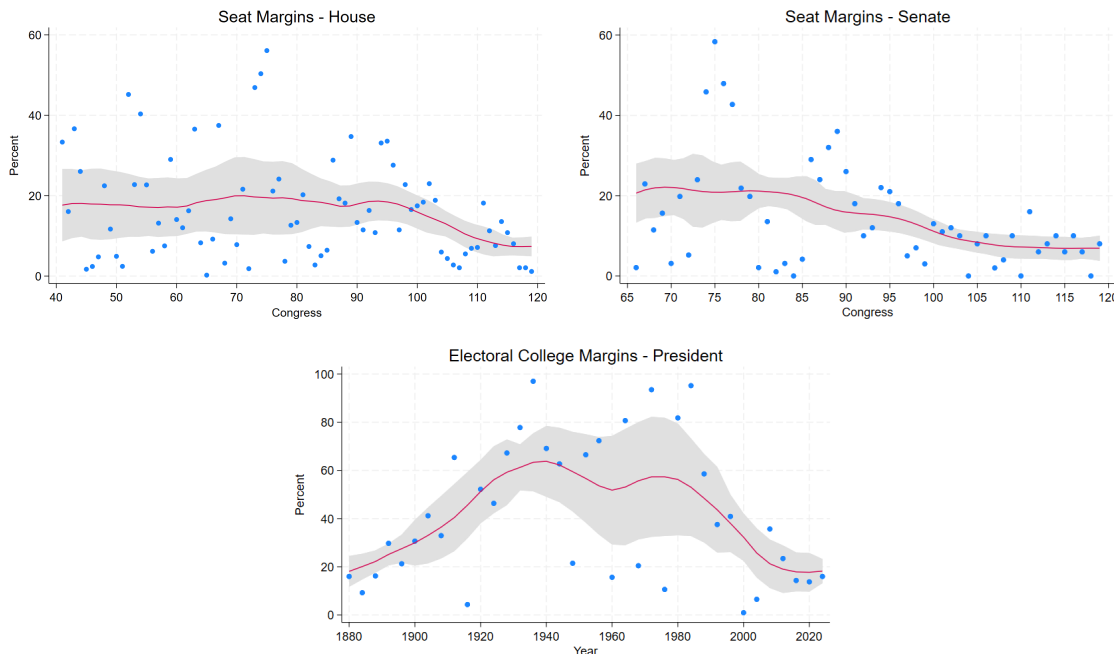 Seat Margins - House
Percent
60
40
20
0
40 50 60 70 80 90 100 110 120
Congress
Seat Margins - Senate
Percent
60
40
20
0
65 70 75 80 85 90 95 100 105 110 115 120
Congress
Electoral College Margins - President
Percent
100
80
60
40
20
0
1880 1900 1920 1940 1960 1980 2000 2020
Year